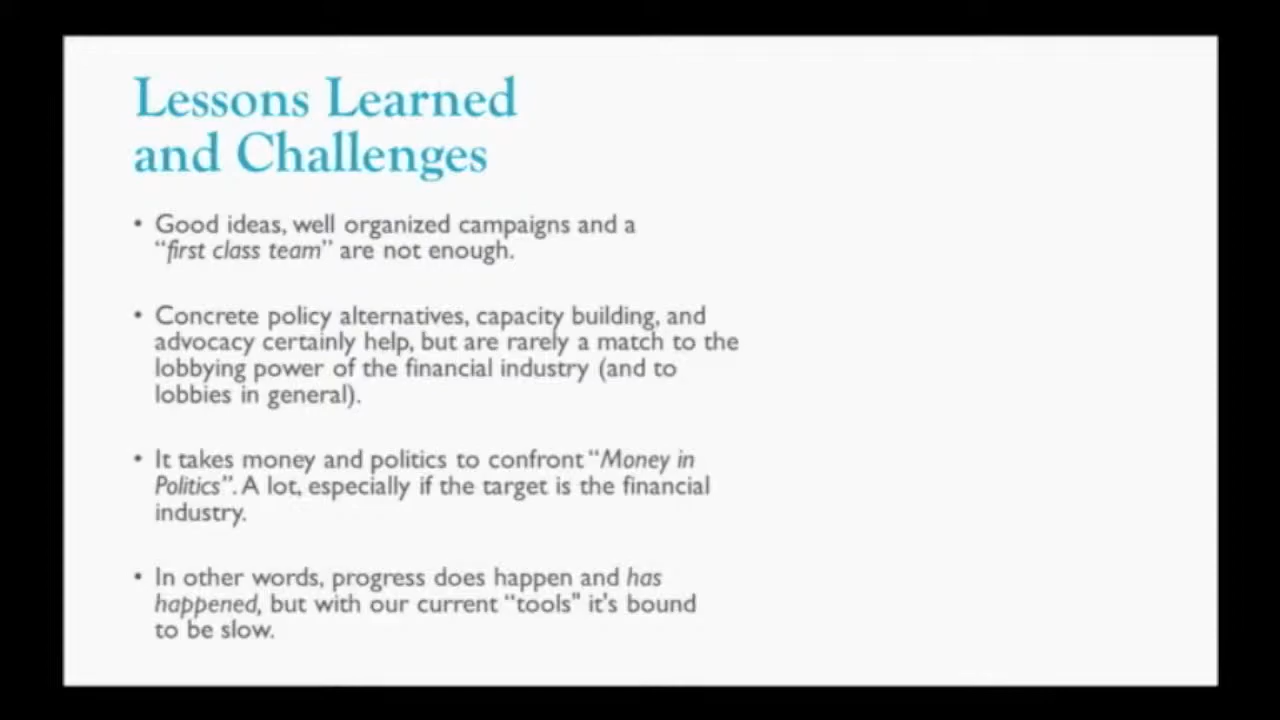 Lessons Learned
and Challenges
• Good ideas, well organized campaigns and a
“first class team” are not enough.
• Concrete policy alternatives, capacity building, and
advocacy certainly help, but are rarely a match to the
lobbying power of the financial industry (and to
lobbies in general).
• It takes money and politics to confront “Money in
Politics”. A lot, especially if the target is the financial
industry.
• In other words, progress does happen and has
happened, but with our current “tools” it's bound
to be slow.